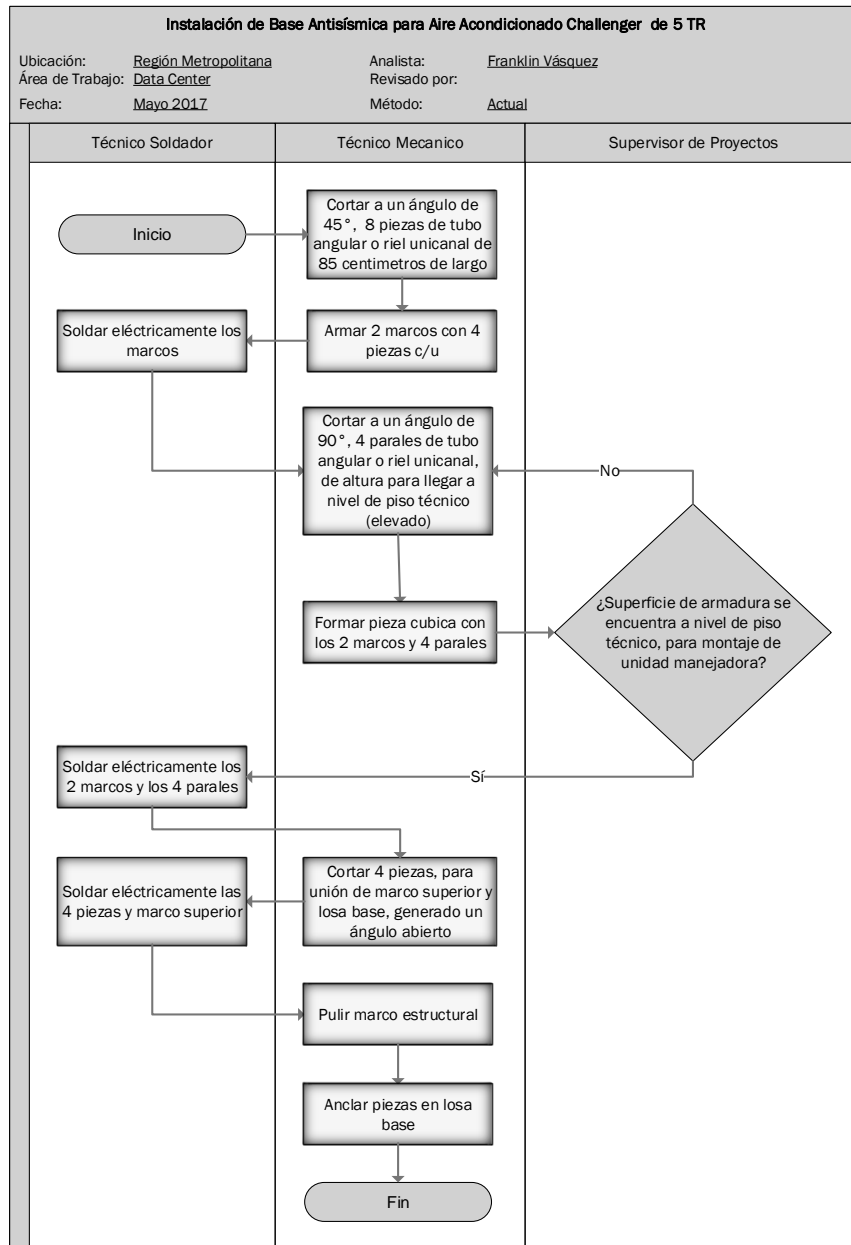 Instalación de Base Antisísmica para Aire Acondicionado Challenger de 5 TR
Ubicación: Región Metropolitana Analista: Franklin Vásquez
Área de Trabajo: Data Center Revisado por:
Fecha: Mayo 2017 Método: Actual
Técnico Soldador Técnico Mecanico Supervisor de Proyectos
Inicio
Cortar a un ángulo de
45°, 8 piezas de tubo
angular o riel unicanal de
85 centimetros de largo
Armar 2 marcos con 4
piezas c/u
Soldar eléctricamente los
marcos
Cortar a un ángulo de
90°, 4 parales de tubo
angular o riel unicanal,
de altura para llegar a
nivel de piso técnico
(elevado)
No
Formar pieza cubica con
los 2 marcos y 4 parales
¿Superficie de armadura se
encuentra a nivel de piso
técnico, para montaje de
unidad manejadora?
Sí
Soldar eléctricamente los
2 marcos y los 4 parales
Cortar 4 piezas, para
unión de marco superior y
losa base, generado un
ángulo abierto
Soldar eléctricamente las
4 piezas y marco superior
Pulir marco estructural
Anclar piezas en losa
base
Fin